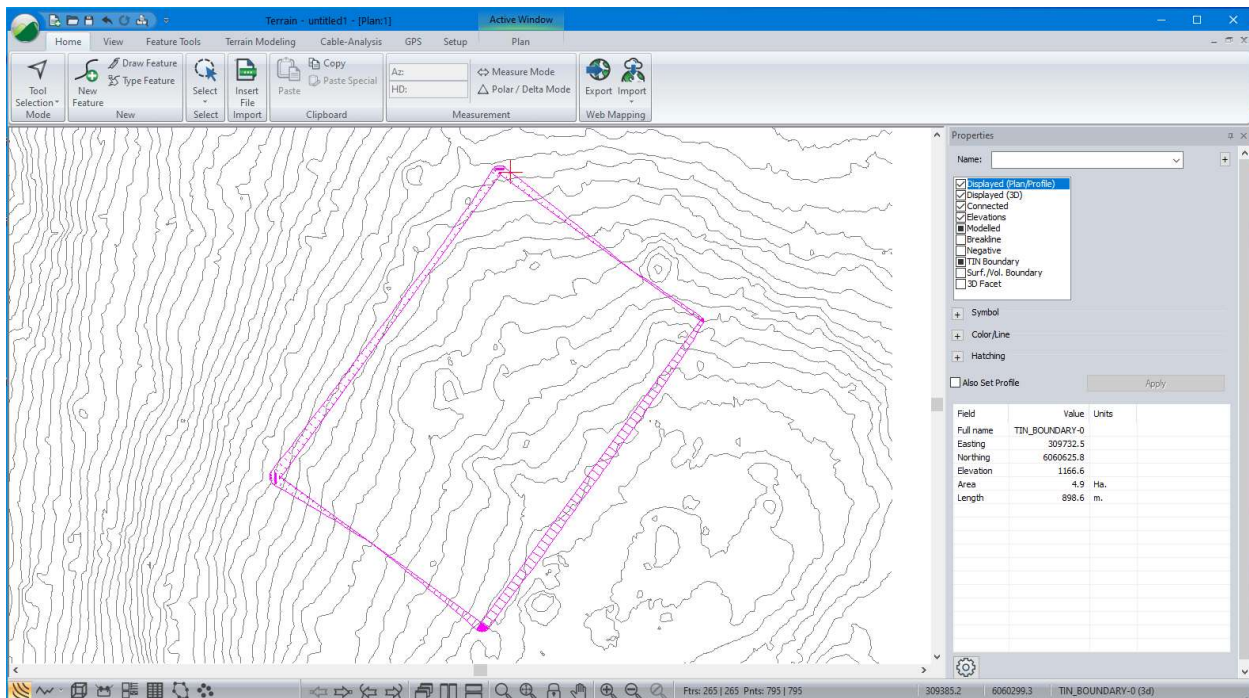 Terrain - untitled1 - [Plan:1]
Active Window
Home View Feature Tools Terrain Modeling Cable-Analysis GPS Setup Plan
Draw Feature
Type Feature
Copy
Paste Special
Az:
HD:
Measure Mode
Polar / Delta Mode
Tool
Selection
New
Feature
Select
Insert
File
Paste
Export
Import
Mode New Select Import Clipboard Measurement Web Mapping
Properties
Name:
Displayed (Plan/Profile)
Displayed (3D)
Connected
Elevations
Modelled
Breakline
Negative
TIN Boundary
Surf./Vol. Boundary
3D Facet
Symbol
Color/Line
Hatching
Also Set Profile Apply
Field Value Units
Full name TIN_BOUNDARY-0
Easting 309732.5
Northing 6060625.8
Elevation 1166.6
Area 4.9 Ha.
Length 898.6 m.
Ftrs: 265 | 265 Pnts: 795 | 795 309385.2 6060299.3 TIN_BOUNDARY-0 (3d)